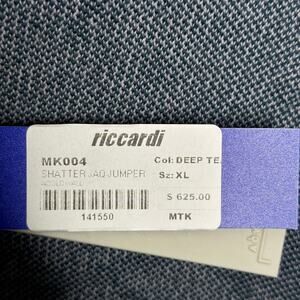 riccardi
MK004
Col: DEEP TE
SHATTER JAQ JUMPER
Sz: XL
$ 625.00
141550
MTK